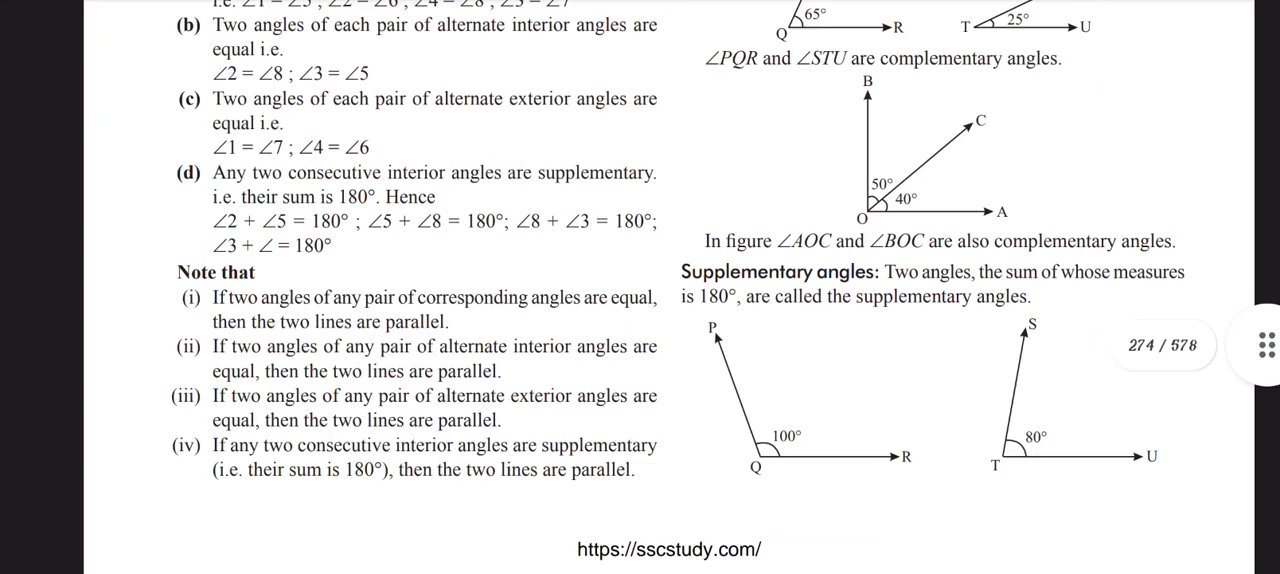 i.e. ∠1 = ∠5 ; ∠2 = ∠6 ; ∠4 = ∠8 ; ∠3 = ∠7
(b) Two angles of each pair of alternate interior angles are
equal i.e.
∠2 = ∠8 ; ∠3 = ∠5
(c) Two angles of each pair of alternate exterior angles are
equal i.e.
∠1 = ∠7 ; ∠4 = ∠6
(d) Any two consecutive interior angles are supplementary.
i.e. their sum is 180°. Hence
∠2 + ∠5 = 180° ; ∠5 + ∠8 = 180°; ∠8 + ∠3 = 180°;
∠3 + ∠ = 180°
Note that
(i) If two angles of any pair of corresponding angles are equal,
then the two lines are parallel.
(ii) If two angles of any pair of alternate interior angles are
equal, then the two lines are parallel.
(iii) If two angles of any pair of alternate exterior angles are
equal, then the two lines are parallel.
(iv) If any two consecutive interior angles are supplementary
(i.e. their sum is 180°), then the two lines are parallel.
65°
Q
R
25°
T
U
∠PQR and ∠STU are complementary angles.
B
C
50°
40°
O
A
In figure ∠AOC and ∠BOC are also complementary angles.
Supplementary angles: Two angles, the sum of whose measures
is 180°, are called the supplementary angles.
P
100°
Q
R
S
80°
T
U
274 / 578
https://sscstudy.com/